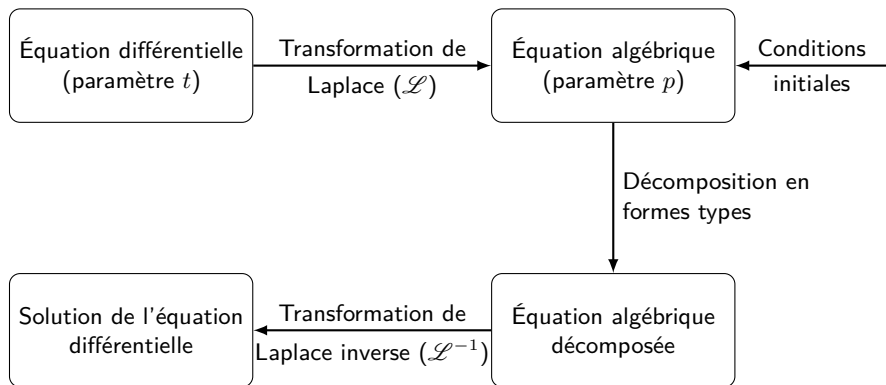 Équation différentielle
(paramètre t)
Transformation de
Laplace (ℒ)
Équation algébrique
(paramètre p)
Conditions
initiales
Décomposition en
formes types
Solution de l'équation
différentielle
Transformation de
Laplace inverse (ℒ⁻¹)
Équation algébrique
décomposée